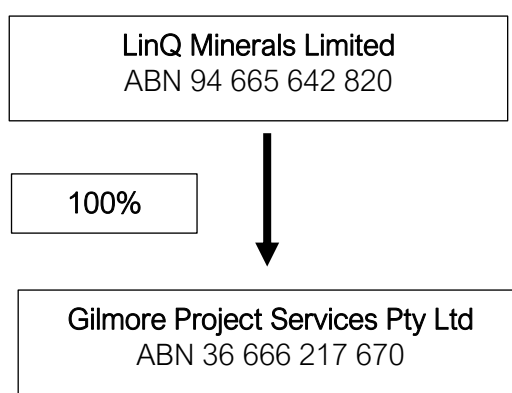 LinQ Minerals Limited
ABN 94 665 642 820
100%
Gilmore Project Services Pty Ltd
ABN 36 666 217 670